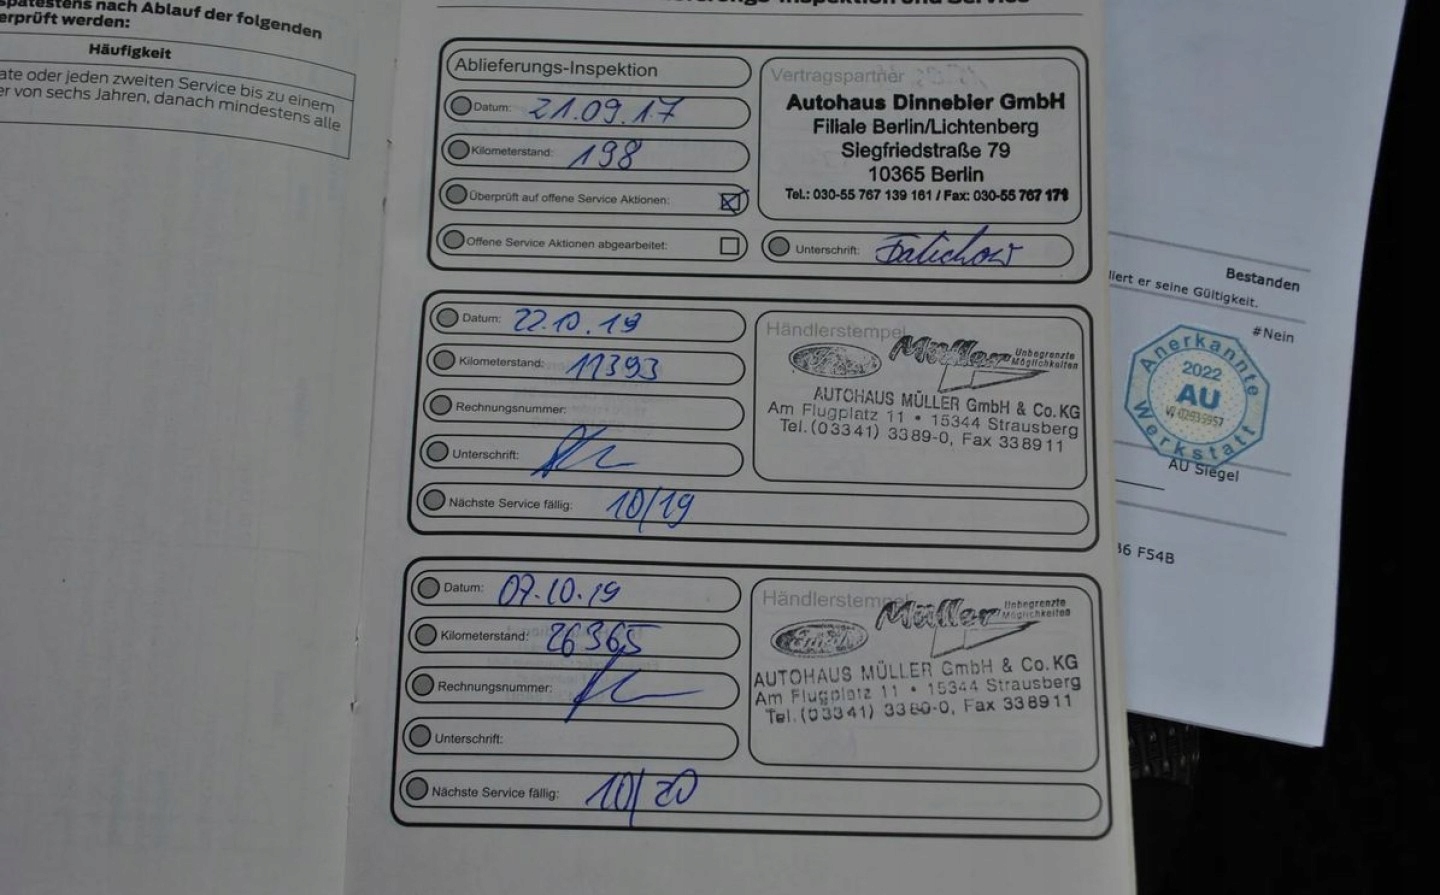 spätestens nach Ablauf der folgenden
erprüft werden:
Häufigkeit
ate oder jeden zweiten Service bis zu einem
er von sechs Jahren, danach mindestens alle
Ablieferungs-Inspektion
Datum: 21.09.17
Kilometerstand: 198
Überprüft auf offene Service Aktionen:
Offene Service Aktionen abgearbeitet:
Vertragspartner
Autohaus Dinnebier GmbH
Filiale Berlin/Lichtenberg
Siegfriedstraße 79
10365 Berlin
Tel.: 030-55 767 139 161 / Fax: 030-55 767 171
Unterschrift:
Datum: 22.10.19
Kilometerstand: 11393
Rechnungsnummer:
Unterschrift:
Nächste Service fällig: 10/19
Händlerstempel
Müller Unbegrenzte
Möglichkeiten
AUTOHAUS MÜLLER GmbH & Co. KG
Am Flugplatz 11 • 15344 Strausberg
Tel. (03341) 3389-0, Fax 338911
Datum: 07.10.19
Kilometerstand: 26365
Rechnungsnummer:
Unterschrift:
Nächste Service fällig: 10/20
Händlerstempel
Müller Unbegrenzte
Möglichkeiten
AUTOHAUS MÜLLER GmbH & Co. KG
Am Flugplatz 11 • 15344 Strausberg
Tel. (03341) 3389-0, Fax 338911
Bestanden
liert er seine Gültigkeit.
#Nein
Anerkannte
2022
AU
Werkstatt
AU Siegel
36 F54B